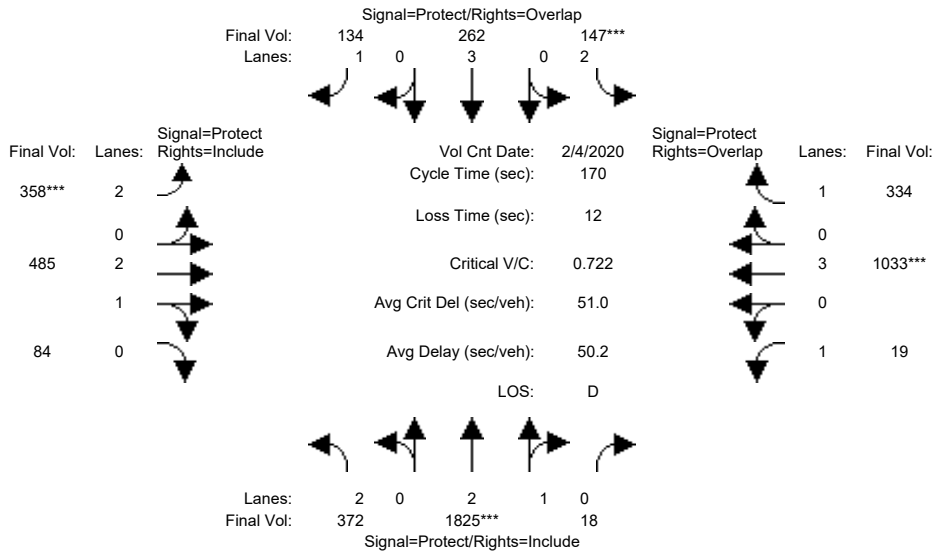 Signal=Protect/Rights=Overlap
Final Vol: 134 262 147***
Lanes: 1 0 3 0 2
Signal=Protect
Final Vol: Lanes: Rights=Include
Vol Cnt Date: 2/4/2020
Signal=Protect
Rights=Overlap Lanes: Final Vol:
Cycle Time (sec): 170
358*** 2
1 334
Loss Time (sec): 12
0
0
485 2
Critical V/C: 0.722
3 1033***
1
Avg Crit Del (sec/veh): 51.0
0
84 0
Avg Delay (sec/veh): 50.2
1 19
LOS: D
Lanes: 2 0 2 1 0
Final Vol: 372 1825*** 18
Signal=Protect/Rights=Include